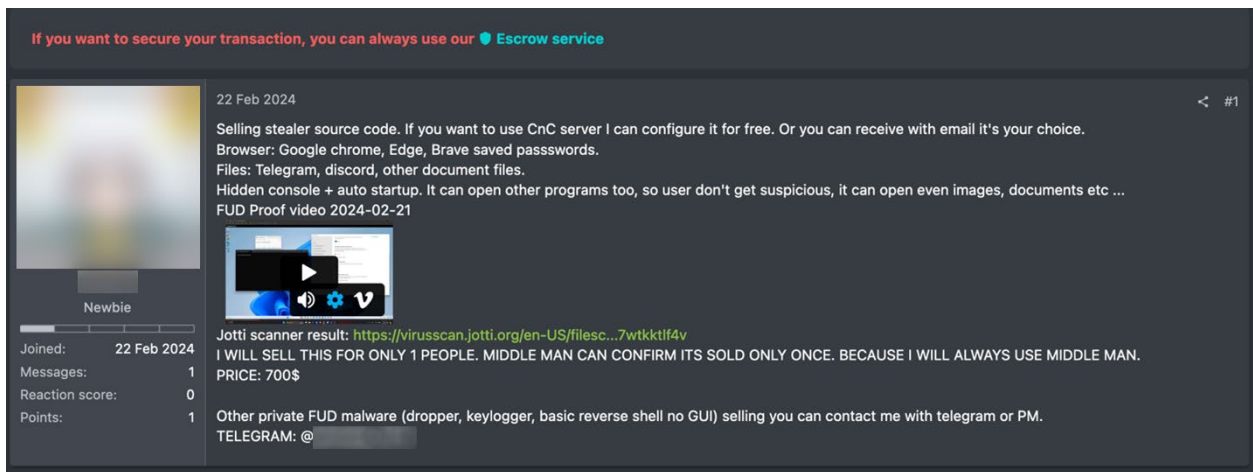 If you want to secure your transaction, you can always use our Escrow service
22 Feb 2024
#1
Selling stealer source code. If you want to use CnC server I can configure it for free. Or you can receive with email it's your choice.
Browser: Google chrome, Edge, Brave saved passswords.
Files: Telegram, discord, other document files.
Hidden console + auto startup. It can open other programs too, so user don't get suspicious, it can open even images, documents etc ...
FUD Proof video 2024-02-21
Jotti scanner result: https://virusscan.jotti.org/en-US/filesc...7wtkktlf4v
I WILL SELL THIS FOR ONLY 1 PEOPLE. MIDDLE MAN CAN CONFIRM ITS SOLD ONLY ONCE. BECAUSE I WILL ALWAYS USE MIDDLE MAN.
PRICE: 700$
Other private FUD malware (dropper, keylogger, basic reverse shell no GUI) selling you can contact me with telegram or PM.
TELEGRAM: @
Newbie
Joined: 22 Feb 2024
Messages: 1
Reaction score: 0
Points: 1